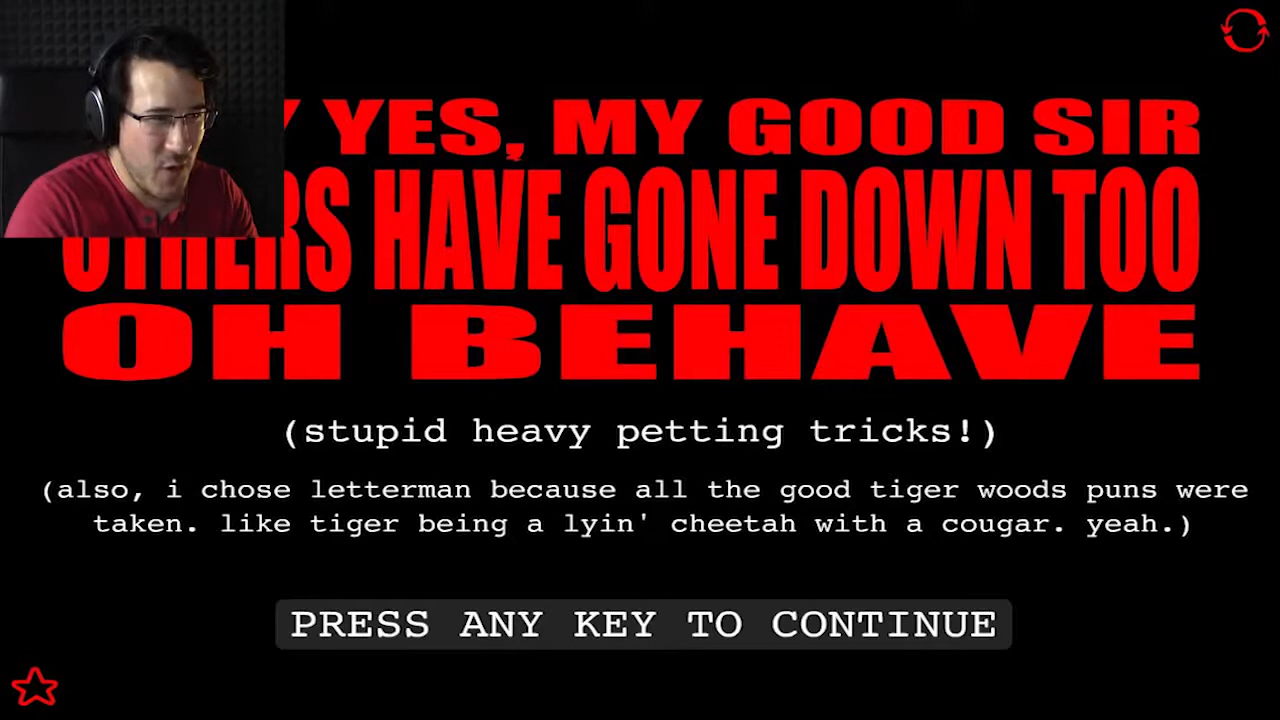 YES, MY GOOD SIR
OTHERS HAVE GONE DOWN TOO
OH BEHAVE
(stupid heavy petting tricks!)
(also, i chose letterman because all the good tiger woods puns were
taken. like tiger being a lyin' cheetah with a cougar. yeah.)
PRESS ANY KEY TO CONTINUE